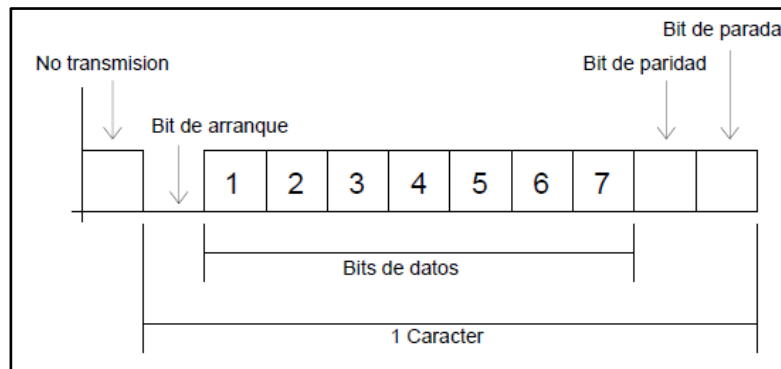 Bit de parada
No transmision
Bit de paridad
Bit de arranque
1 2 3 4 5 6 7
Bits de datos
1 Caracter